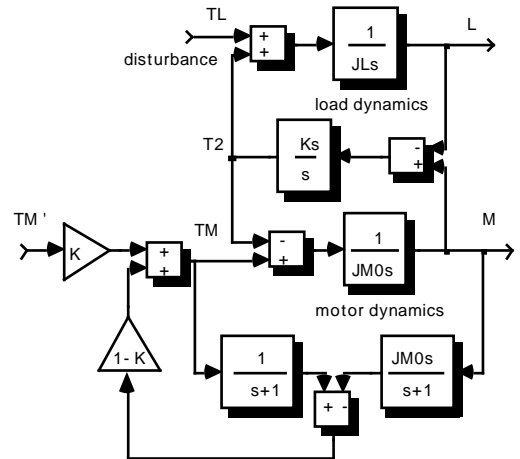 TL
disturbance
+
+
1
JLs
L
load dynamics
T2
Ks
s
-
+
TM '
K
+
+
TM
-
+
1
JM0s
M
motor dynamics
1- K
1
s+1
+ -
JM0s
s+1